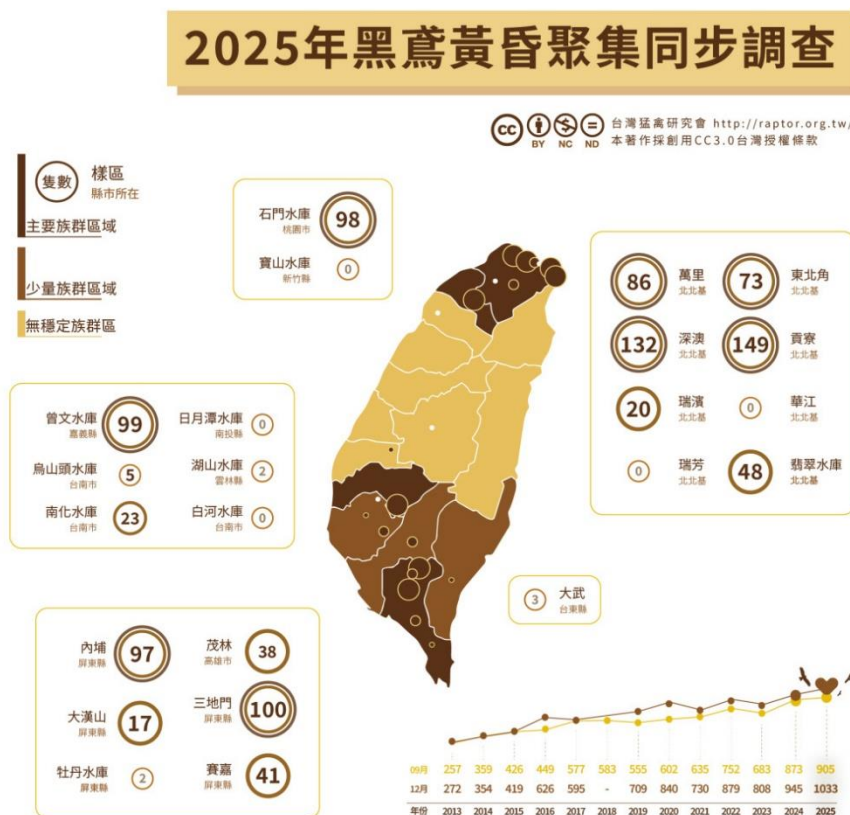 2025年黑鳶黃昏聚集同步調查
cc BY NC ND
台灣猛禽研究會 http://raptor.org.tw/
本著作採創用CC3.0台灣授權條款
隻數 樣區
縣市所在
主要族群區域
少量族群區域
無穩定族群區
石門水庫 98
桃園市
寶山水庫 0
新竹縣
86 萬里 73 東北角
北北基 北北基
132 深澳 149 貢寮
北北基 北北基
20 瑞濱 0 華江
北北基 北北基
0 瑞芳 48 翡翠水庫
北北基 北北基
曾文水庫 99 日月潭水庫 0
嘉義縣 南投縣
烏山頭水庫 5 湖山水庫 2
台南市 雲林縣
南化水庫 23 白河水庫 0
台南市 台南市
3 大武
台東縣
內埔 97 茂林 38
屏東縣 高雄市
大漢山 17 三地門 100
屏東縣 屏東縣
牡丹水庫 2 賽嘉 41
屏東縣 屏東縣
09月 257 359 426 449 577 583 555 602 635 752 683 873 905
12月 272 354 419 626 595 - 709 840 730 879 808 945 1033
年份 2013 2014 2015 2016 2017 2018 2019 2020 2021 2022 2023 2024 2025